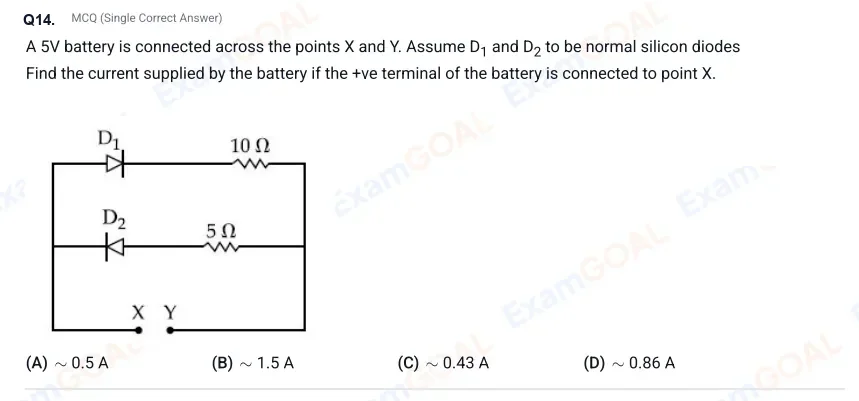 Q14. MCQ (Single Correct Answer)
A 5V battery is connected across the points X and Y. Assume D₁ and D₂ to be normal silicon diodes
Find the current supplied by the battery if the +ve terminal of the battery is connected to point X.
D₁
10 Ω
D₂
5 Ω
X Y
(A) ~ 0.5 A (B) ~ 1.5 A (C) ~ 0.43 A (D) ~ 0.86 A
ExamGOAL